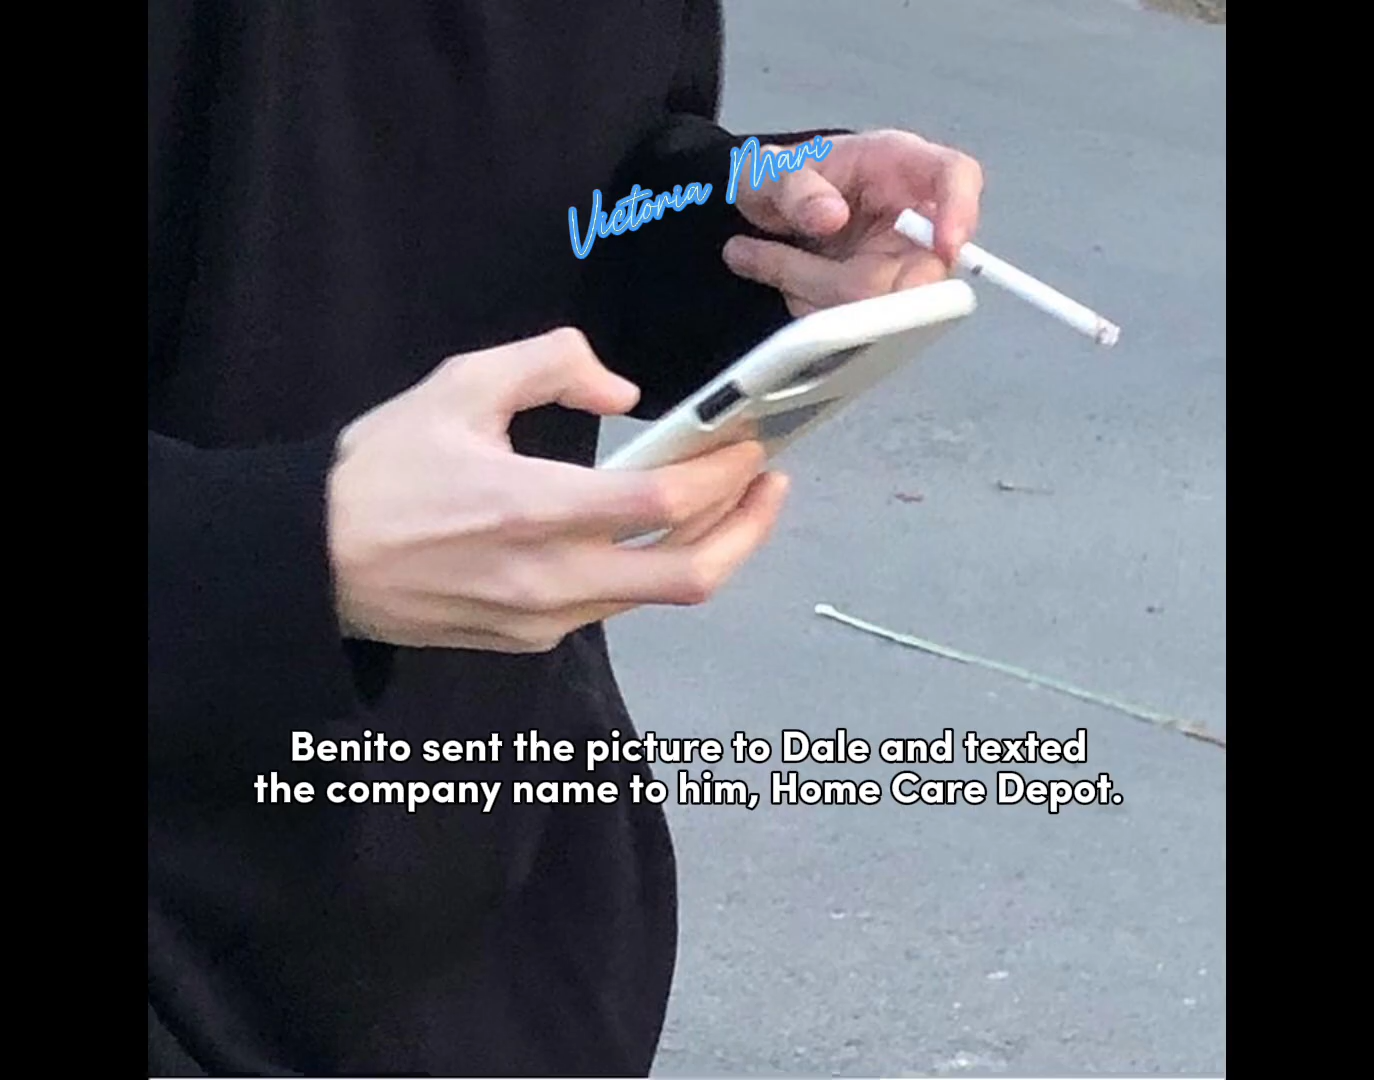 Victoria Mari
Benito sent the picture to Dale and texted
the company name to him, Home Care Depot.